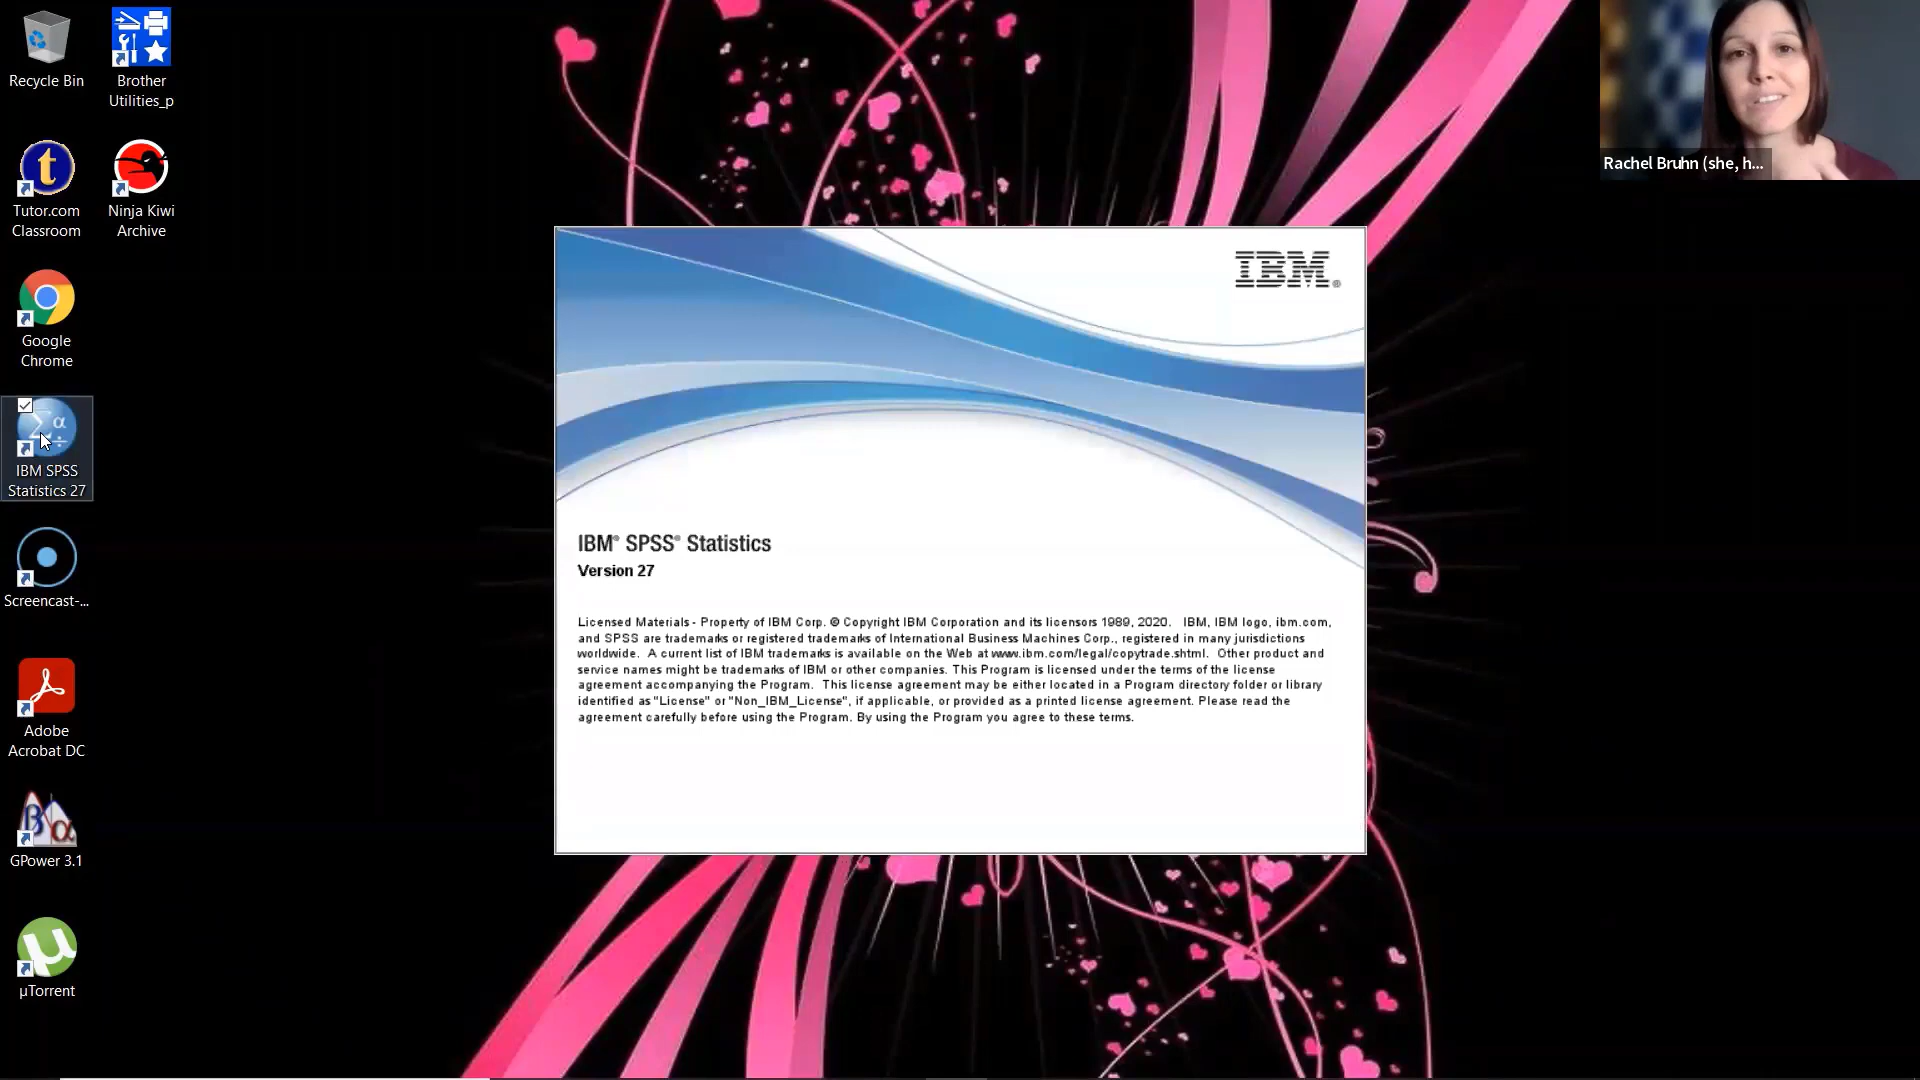 Recycle Bin
Brother
Utilities_p
Tutor.com
Classroom
Ninja Kiwi
Archive
Google
Chrome
IBM SPSS
Statistics 27
Screencast-...
Adobe
Acrobat DC
GPower 3.1
µTorrent
IBM®
IBM® SPSS® Statistics
Version 27
Licensed Materials - Property of IBM Corp. © Copyright IBM Corporation and its licensors 1989, 2020. IBM, IBM logo, ibm.com,
and SPSS are trademarks or registered trademarks of International Business Machines Corp., registered in many jurisdictions
worldwide. A current list of IBM trademarks is available on the Web at www.ibm.com/legal/copytrade.shtml. Other product and
service names might be trademarks of IBM or other companies. This Program is licensed under the terms of the license
agreement accompanying the Program. This license agreement may be either located in a Program directory folder or library
identified as "License" or "Non_IBM_License", if applicable, or provided as a printed license agreement. Please read the
agreement carefully before using the Program. By using the Program you agree to these terms.
Rachel Bruhn (she, h...